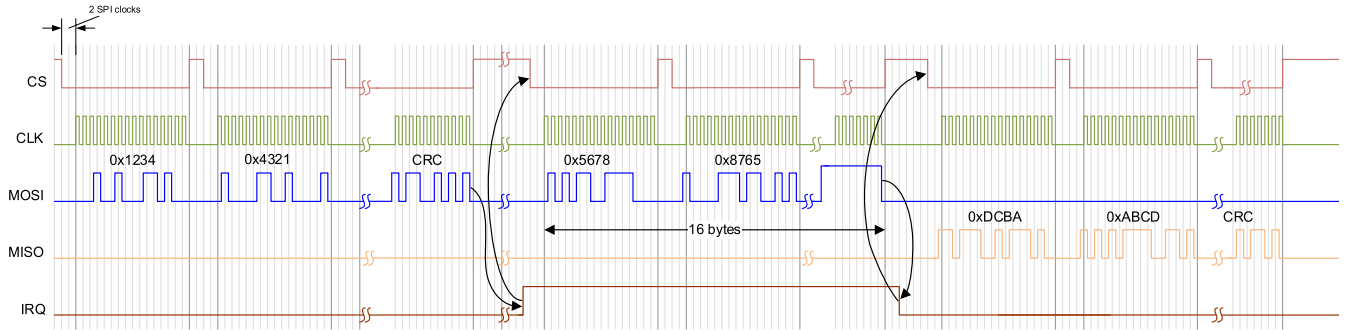 2 SPI clocks
CS
CLK
0x1234 0x4321 CRC 0x5678 0x8765
MOSI
0xDCBA 0xABCD CRC
16 bytes
MISO
IRQ